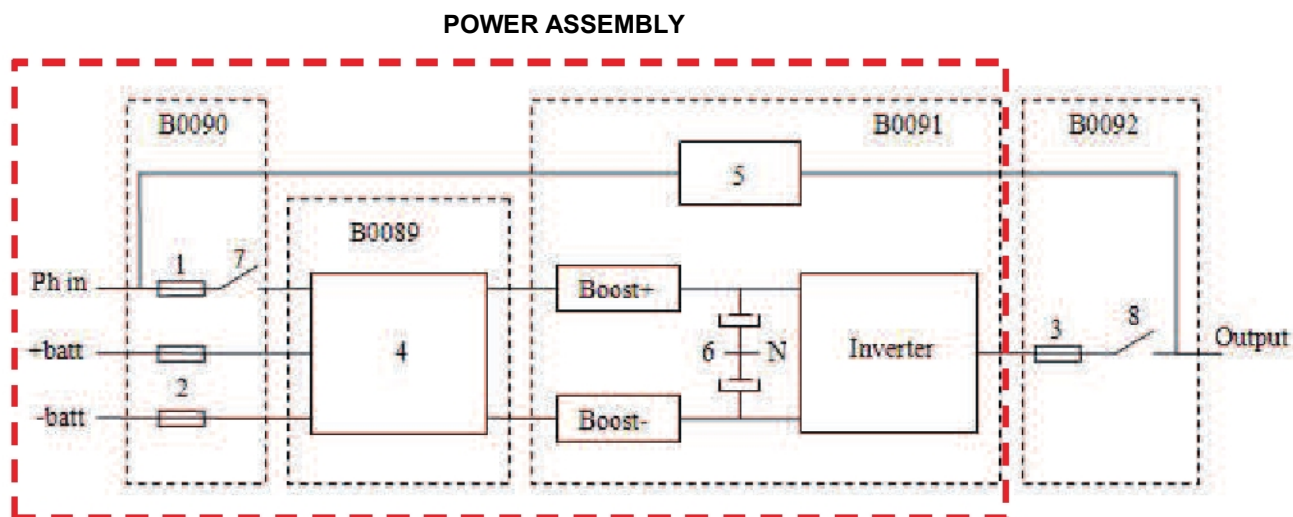 POWER ASSEMBLY
B0090
B0091
B0092
5
B0089
Ph in
1
7
Boost+
+batt
4
6
N
Inverter
3
8
Output
2
-batt
Boost-